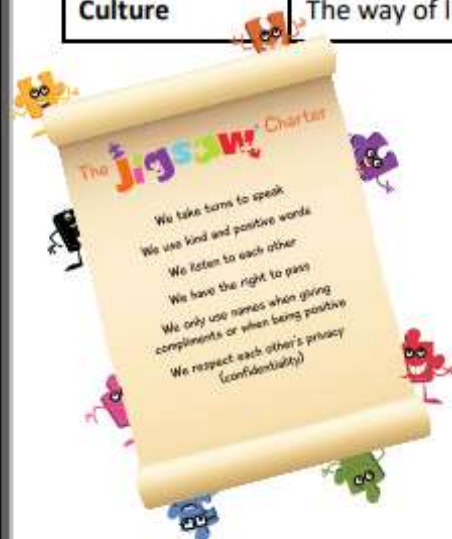 Culture
The way of l
The Jigsaw Charter
We take turns to speak
We use kind and positive words
We listen to each other
We have the right to pass
We only use names when giving
compliments or when being positive
We respect each other's privacy
(confidentiality)